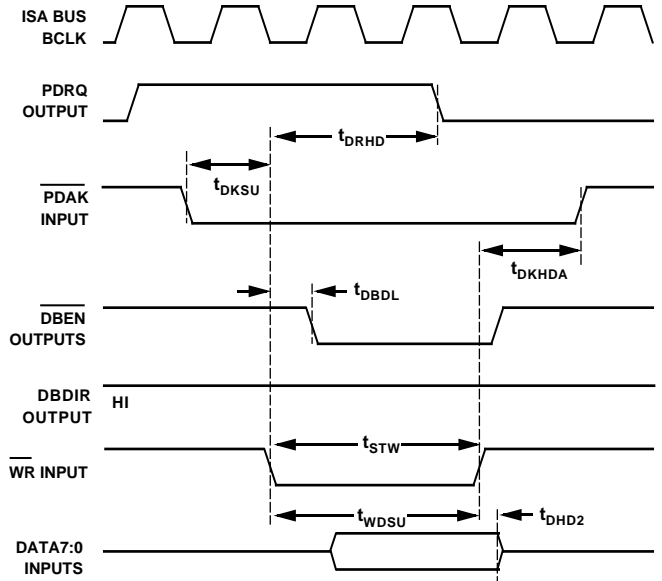 ISA BUS
BCLK
PDRQ
OUTPUT
tDRHD
tDKSU
PDAK
INPUT
tDKHDA
tDBDL
DBEN
OUTPUTS
DBDIR
OUTPUT
HI
tSTW
WR INPUT
tWDSU
tDHD2
DATA7:0
INPUTS